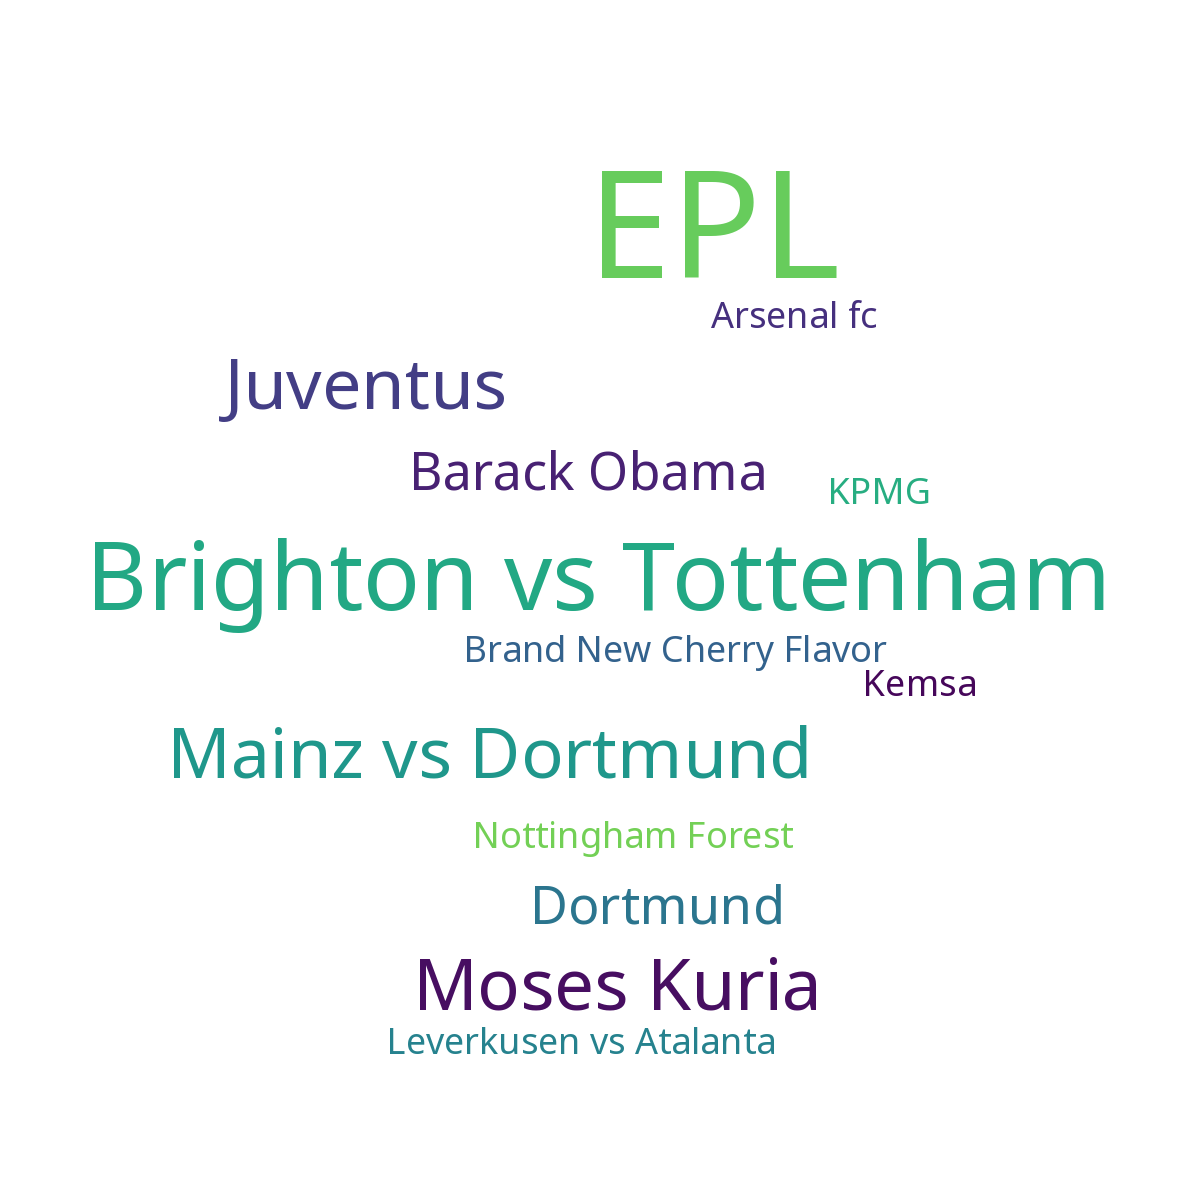 EPL
Arsenal fc
Juventus
Barack Obama
KPMG
Brighton vs Tottenham
Brand New Cherry Flavor
Kemsa
Mainz vs Dortmund
Nottingham Forest
Dortmund
Moses Kuria
Leverkusen vs Atalanta